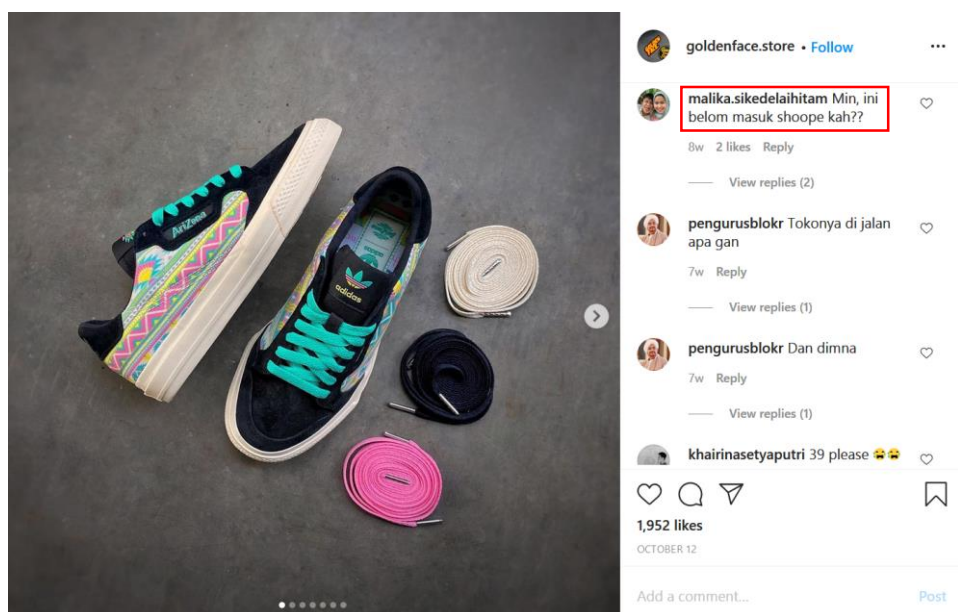 AriZona
adidas
goldenface.store • Follow
malika.sikedelaihitam Min, ini
belom masuk shoope kah??
8w 2 likes Reply
View replies (2)
pengurusblokr Tokonya di jalan
apa gan
7w Reply
View replies (1)
pengurusblokr Dan dimna
7w Reply
View replies (1)
khairinasetyaputri 39 please 😭😭
1,952 likes
OCTOBER 12
Add a comment...
Post